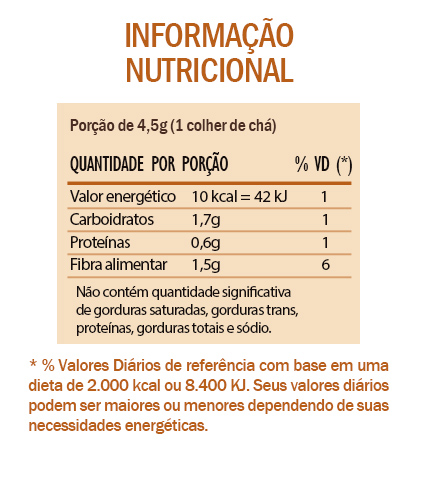 INFORMAÇÃO
NUTRICIONAL
Porção de 4,5g (1 colher de chá)
QUANTIDADE POR PORÇÃO % VD (*)
Valor energético 10 kcal = 42 kJ 1
Carboidratos 1,7g 1
Proteínas 0,6g 1
Fibra alimentar 1,5g 6
Não contém quantidade significativa
de gorduras saturadas, gorduras trans,
proteínas, gorduras totais e sódio.
* % Valores Diários de referência com base em uma
dieta de 2.000 kcal ou 8.400 KJ. Seus valores diários
podem ser maiores ou menores dependendo de suas
necessidades energéticas.